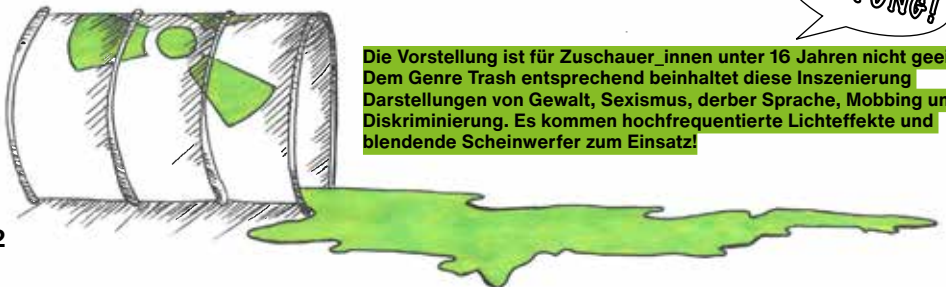 Die Vorstellung ist für Zuschauer_innen unter 16 Jahren nicht
Dem Genre Trash entsprechend beinhaltet diese Inszenierung
Darstellungen von Gewalt, Sexismus, derber Sprache, Mobbing
Diskriminierung. Es kommen hochfrequentierte Lichteffekte und
blendende Scheinwerfer zum Einsatz!
2